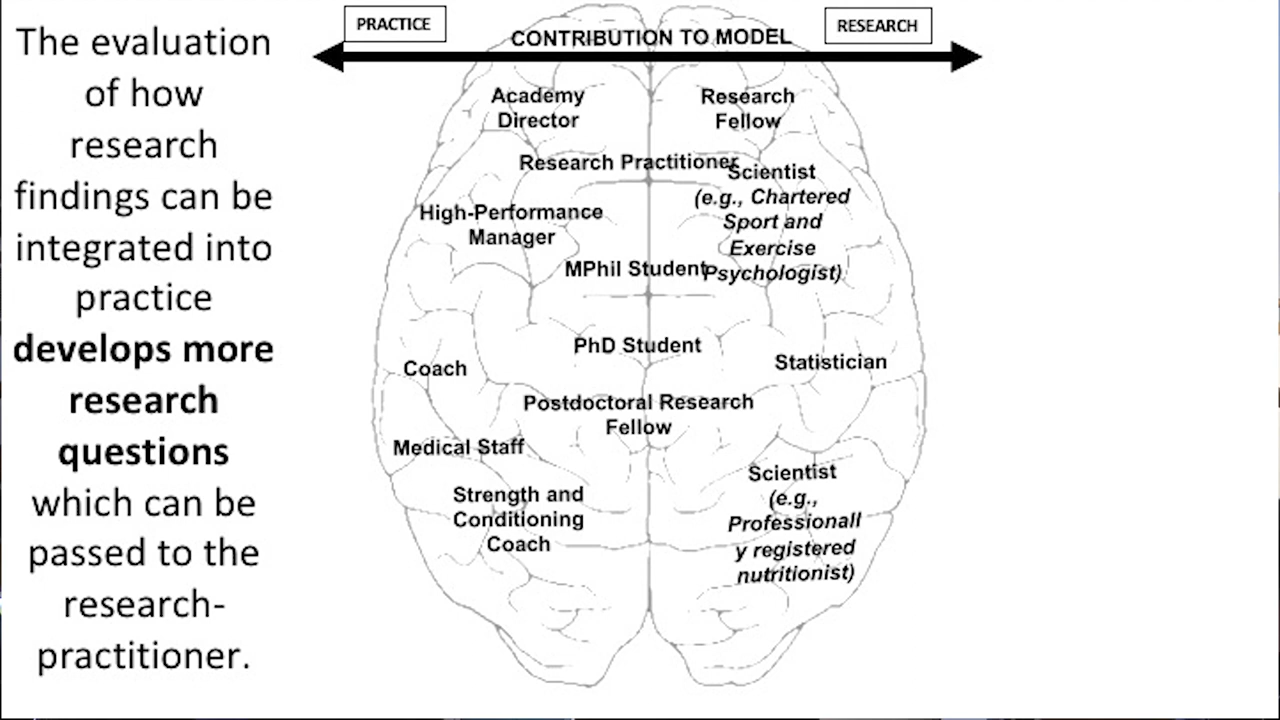 The evaluation
of how
research
findings can be
integrated into
practice
develops more
research
questions
which can be
passed to the
research-
practitioner.
PRACTICE
RESEARCH
CONTRIBUTION TO MODEL
Academy
Director
Research
Fellow
Research Practitioner
Scientist
(e.g., Chartered
Sport and
Exercise
Psychologist)
High-Performance
Manager
MPhil Student
PhD Student
Coach
Statistician
Postdoctoral Research
Fellow
Medical Staff
Scientist
(e.g.,
Professionall
y registered
nutritionist)
Strength and
Conditioning
Coach